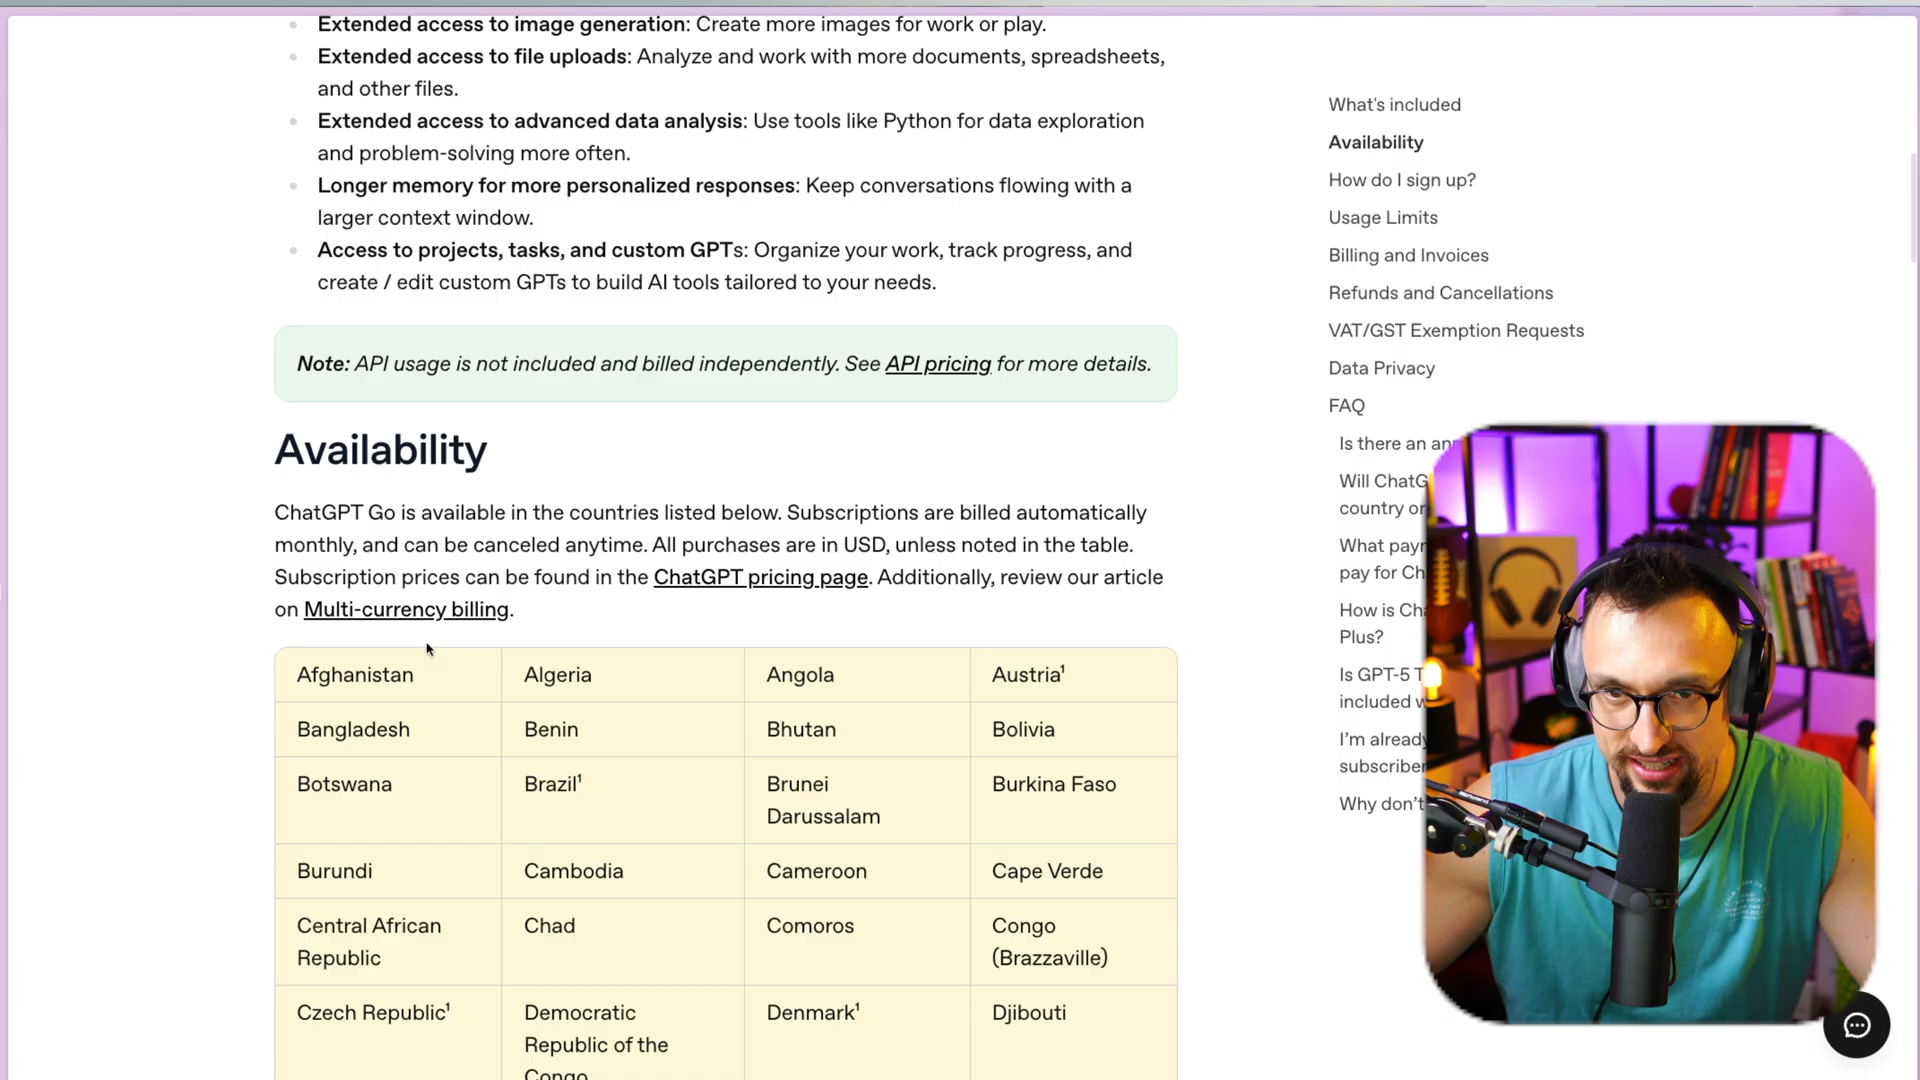 Extended access to image generation: Create more images for work or play.
Extended access to file uploads: Analyze and work with more documents, spreadsheets,
and other files.
Extended access to advanced data analysis: Use tools like Python for data exploration
and problem-solving more often.
Longer memory for more personalized responses: Keep conversations flowing with a
larger context window.
Access to projects, tasks, and custom GPTs: Organize your work, track progress, and
create / edit custom GPTs to build AI tools tailored to your needs.
Note: API usage is not included and billed independently. See API pricing for more details.
Availability
ChatGPT Go is available in the countries listed below. Subscriptions are billed automatically
monthly, and can be canceled anytime. All purchases are in USD, unless noted in the table.
Subscription prices can be found in the ChatGPT pricing page. Additionally, review our article
on Multi-currency billing.
Afghanistan Algeria Angola Austria¹
Bangladesh Benin Bhutan Bolivia
Botswana Brazil¹ Brunei Darussalam Burkina Faso
Burundi Cambodia Cameroon Cape Verde
Central African Republic Chad Comoros Congo (Brazzaville)
Czech Republic¹ Democratic Republic of the Congo Denmark¹ Djibouti
What's included
Availability
How do I sign up?
Usage Limits
Billing and Invoices
Refunds and Cancellations
VAT/GST Exemption Requests
Data Privacy
FAQ
Is there an
Will ChatG
country or
What
pay for Ch
How is Cha
Plus?
Is GPT-5 T
included w
I'm already
subscriber
Why don't